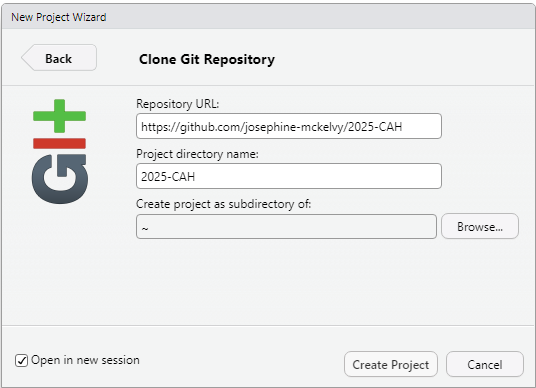 New Project Wizard
Back
Clone Git Repository
Repository URL:
https://github.com/josephine-mckelvy/2025-CAH
Project directory name:
2025-CAH
Create project as subdirectory of:
~
Browse...
GIT
Open in new session
Create Project
Cancel